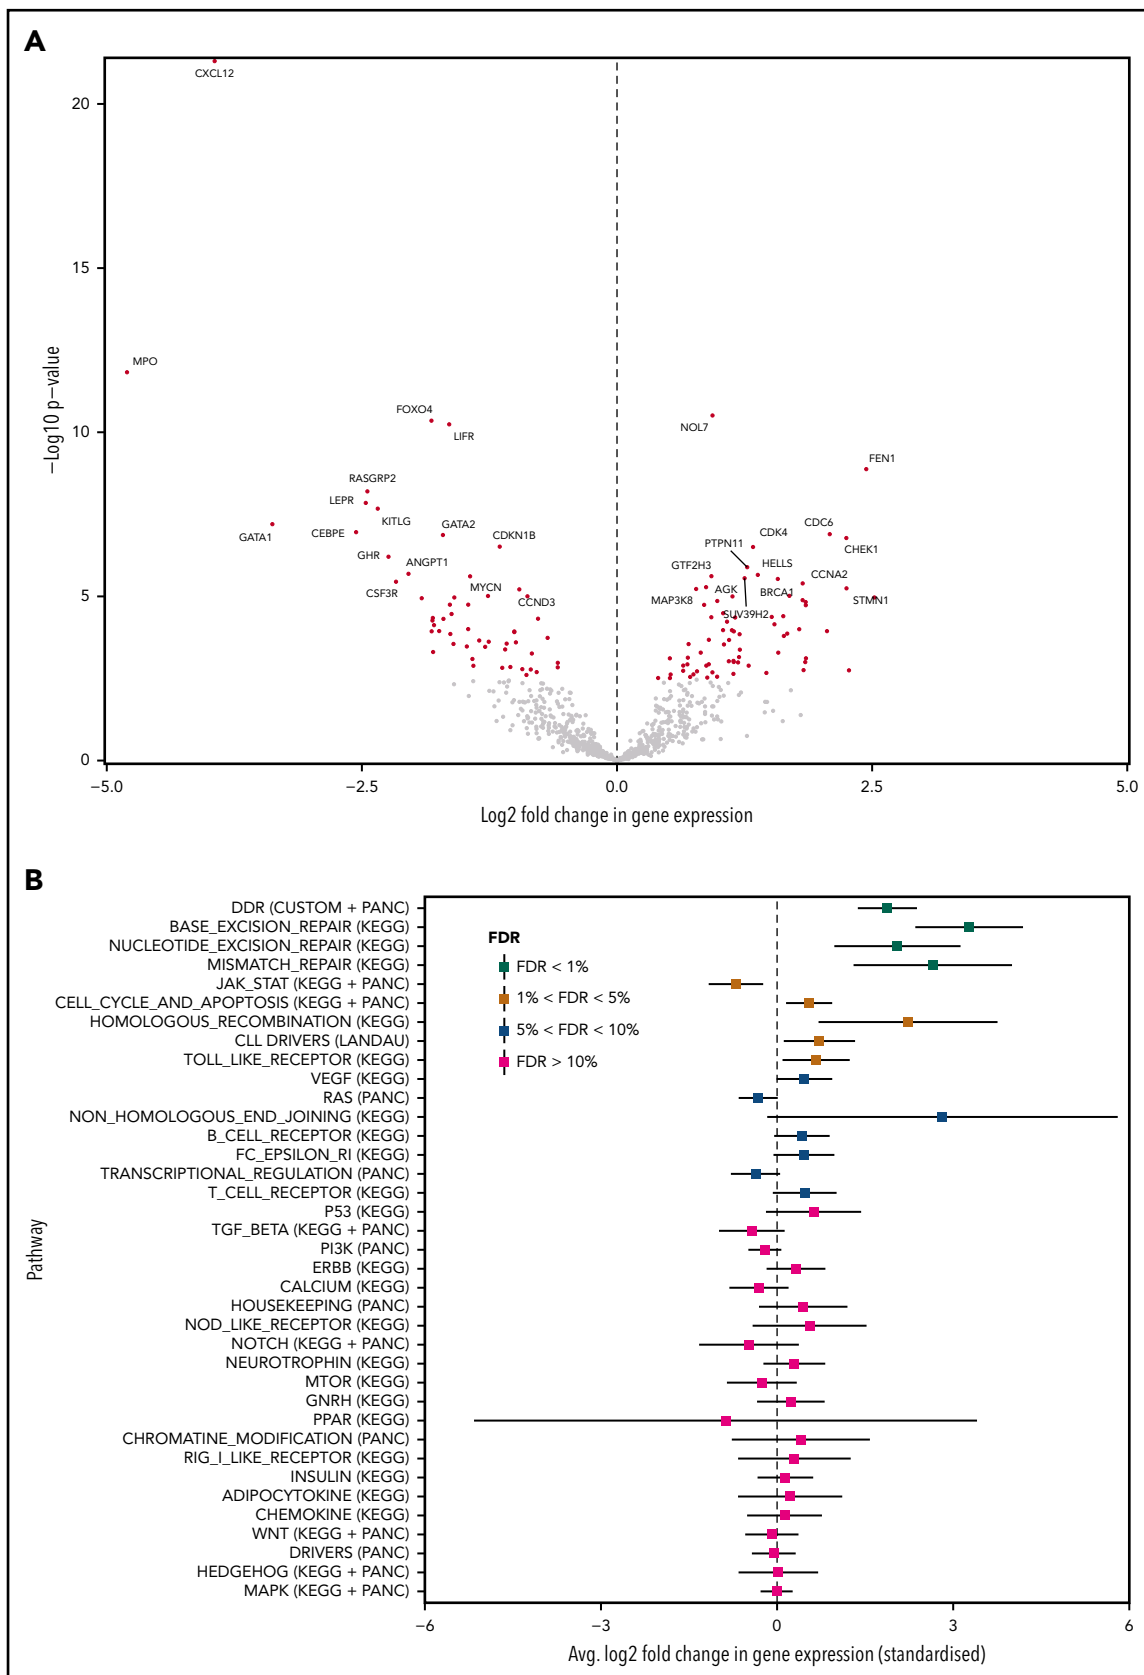 A
CXCL12
20
15
MPO
FOXO4
LIFR
NOL7
10
FEN1
RASGRP2
LEPR
KITLG
GATA1
CEBPE
GATA2
CDKN1B
CDK4
CDC6
CHEK1
PTPN11
GHR
ANGPT1
GTF2H3
HELLS
CCNA2
CSF3R
MYCN
CCND3
MAP3K8
AGK
BRCA1
STMN1
SUV39H2
5
0
−Log10 p−value
−5.0
−2.5
0.0
2.5
5.0
Log2 fold change in gene expression
B
DDR (CUSTOM + PANC)
BASE_EXCISION_REPAIR (KEGG)
NUCLEOTIDE_EXCISION_REPAIR (KEGG)
MISMATCH_REPAIR (KEGG)
JAK_STAT (KEGG + PANC)
CELL_CYCLE_AND_APOPTOSIS (KEGG + PANC)
HOMOLOGOUS_RECOMBINATION (KEGG)
CLL DRIVERS (LANDAU)
TOLL_LIKE_RECEPTOR (KEGG)
VEGF (KEGG)
RAS (PANC)
NON_HOMOLOGOUS_END_JOINING (KEGG)
B_CELL_RECEPTOR (KEGG)
FC_EPSILON_RI (KEGG)
TRANSCRIPTIONAL_REGULATION (PANC)
T_CELL_RECEPTOR (KEGG)
P53 (KEGG)
TGF_BETA (KEGG + PANC)
PI3K (PANC)
ERBB (KEGG)
CALCIUM (KEGG)
HOUSEKEEPING (PANC)
NOD_LIKE_RECEPTOR (KEGG)
NOTCH (KEGG + PANC)
NEUROTROPHIN (KEGG)
MTOR (KEGG)
GNRH (KEGG)
PPAR (KEGG)
CHROMATINE_MODIFICATION (PANC)
RIG_I_LIKE_RECEPTOR (KEGG)
INSULIN (KEGG)
ADIPOCYTOKINE (KEGG)
CHEMOKINE (KEGG)
WNT (KEGG + PANC)
DRIVERS (PANC)
HEDGEHOG (KEGG + PANC)
MAPK (KEGG + PANC)
Pathway
FDR
FDR < 1%
1% < FDR < 5%
5% < FDR < 10%
FDR > 10%
−6
−3
0
3
6
Avg. log2 fold change in gene expression (standardised)